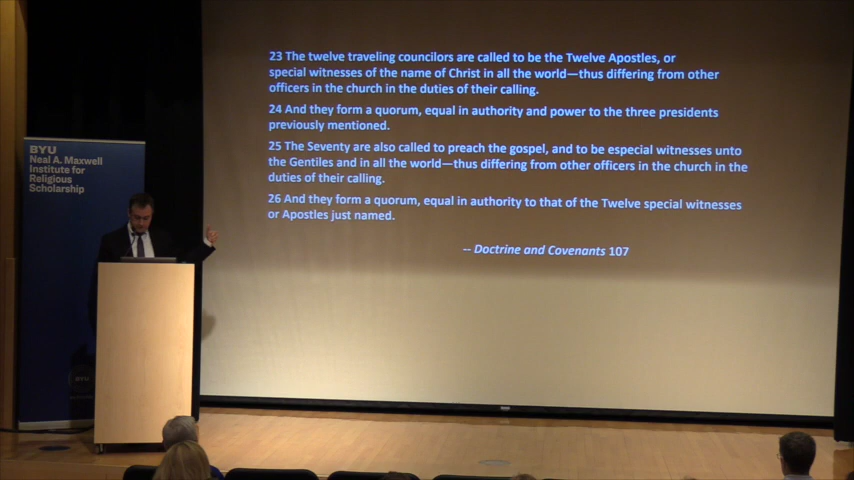 BYU
Neal A. Maxwell
Institute for
Religious
Scholarship
23 The twelve traveling councilors are called to be the Twelve Apostles, or
special witnesses of the name of Christ in all the world—thus differing from other
officers in the church in the duties of their calling.
24 And they form a quorum, equal in authority and power to the three presidents
previously mentioned.
25 The Seventy are also called to preach the gospel, and to be especial witnesses unto
the Gentiles and in all the world—thus differing from other officers in the church in the
duties of their calling.
26 And they form a quorum, equal in authority to that of the Twelve special witnesses
or Apostles just named.
-- Doctrine and Covenants 107
BYU